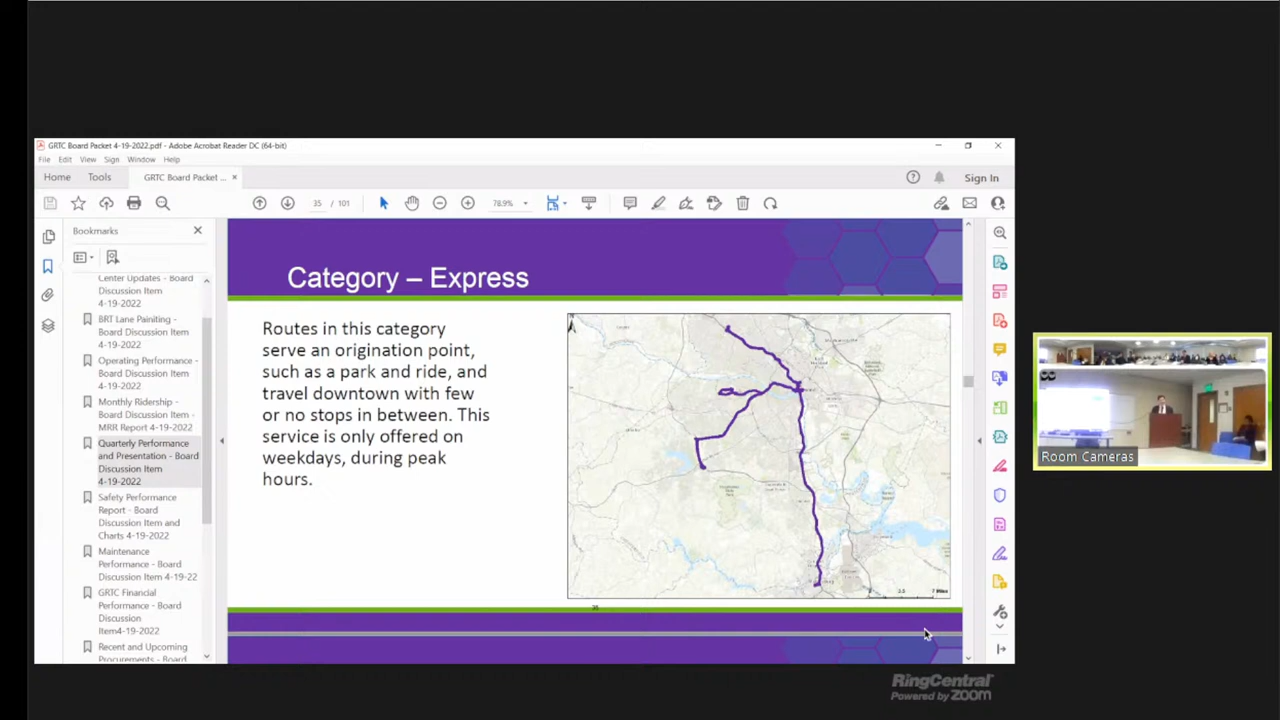 GRTC Board Packet 4-19-2022.pdf - Adobe Acrobat Reader DC (64-bit)
File Edit View Sign Window Help
Home Tools GRTC Board Packet ... ×
Sign In
35 / 101
78.9%
Bookmarks
Center Updates - Board
Discussion Item
4-19-2022
BRT Lane Painiting -
Board Discussion Item
4-19-2022
Operating Performance -
Board Discussion Item
4-19-2022
Monthly Ridership -
Board Discussion Item -
MRR Report 4-19-2022
Quarterly Performance
and Presentation - Board
Discussion Item
4-19-2022
Safety Performance
Report - Board
Discussion Item and
Charts 4-19-2022
Maintenance
Performance - Board
Discussion Item 4-19-22
GRTC Financial
Performance - Board
Discussion
Item4-19-2022
Recent and Upcoming
Procurements - Board
Category – Express
Routes in this category
serve an origination point,
such as a park and ride, and
travel downtown with few
or no stops in between. This
service is only offered on
weekdays, during peak
hours.
Room Cameras
RingCentral
Powered by zoom